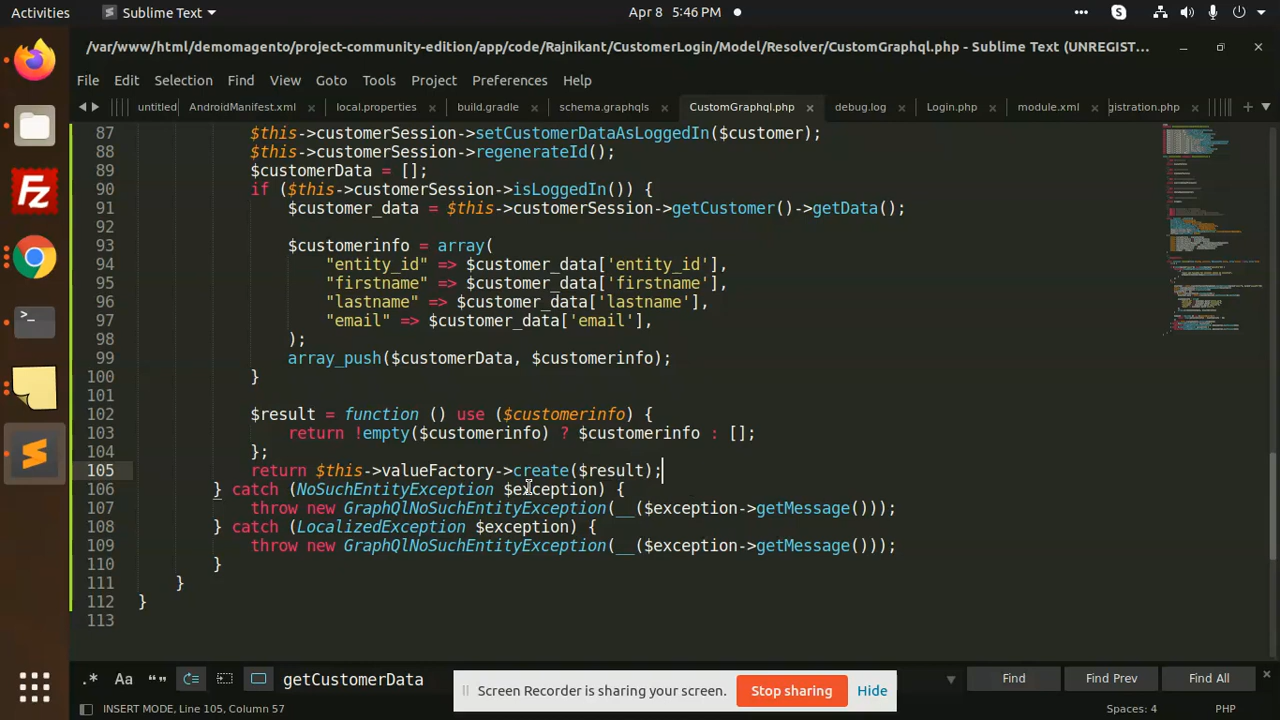 Activities Sublime Text Apr 8 5:46 PM
/var/www/html/demomagento/project-community-edition/app/code/Rajnikant/CustomerLogin/Model/Resolver/CustomGraphql.php - Sublime Text (UNREGIST...
File Edit Selection Find View Goto Tools Project Preferences Help
untitled AndroidManifest.xml local.properties build.gradle schema.graphqls CustomGraphql.php debug.log Login.php module.xml gistration.php
87 $this->customerSession->setCustomerDataAsLoggedIn($customer);
88 $this->customerSession->regenerateId();
89 $customerData = [];
90 if ($this->customerSession->isLoggedIn()) {
91 $customer_data = $this->customerSession->getCustomer()->getData();
92
93 $customerinfo = array(
94 "entity_id" => $customer_data['entity_id'],
95 "firstname" => $customer_data['firstname'],
96 "lastname" => $customer_data['lastname'],
97 "email" => $customer_data['email'],
98 );
99 array_push($customerData, $customerinfo);
100 }
101
102 $result = function () use ($customerinfo) {
103 return !empty($customerinfo) ? $customerinfo : [];
104 };
105 return $this->valueFactory->create($result);
106 } catch (NoSuchEntityException $exception) {
107 throw new GraphQlNoSuchEntityException(__($exception->getMessage()));
108 } catch (LocalizedException $exception) {
109 throw new GraphQlNoSuchEntityException(__($exception->getMessage()));
110 }
111 }
112 }
113
.* Aa “” getCustomerData Find Find Prev Find All
Screen Recorder is sharing your screen. Stop sharing Hide
INSERT MODE, Line 105, Column 57 Spaces: 4 PHP